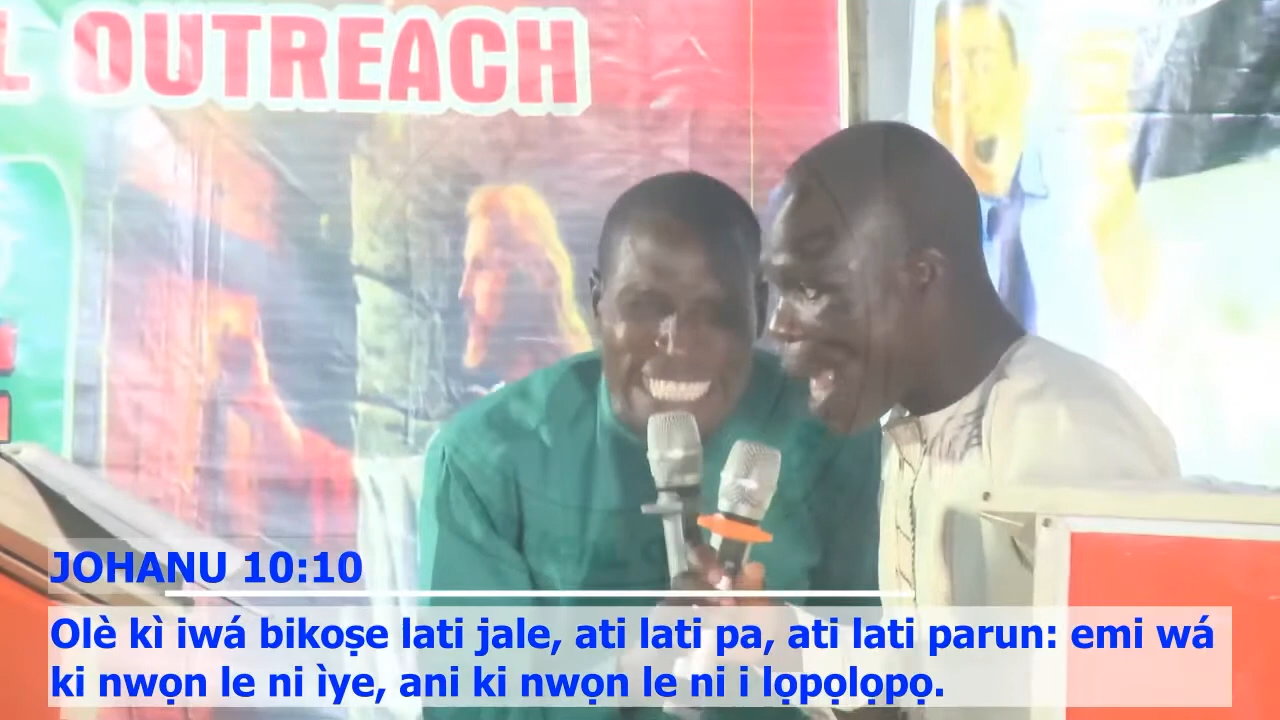 OUTREACH
JOHANU 10:10
Olè kì iwá bikoṣe lati jale, ati lati pa, ati lati parun: emi wá
ki nwọn le ni ìye, ani ki nwọn le ni i lọpọlọpọ.